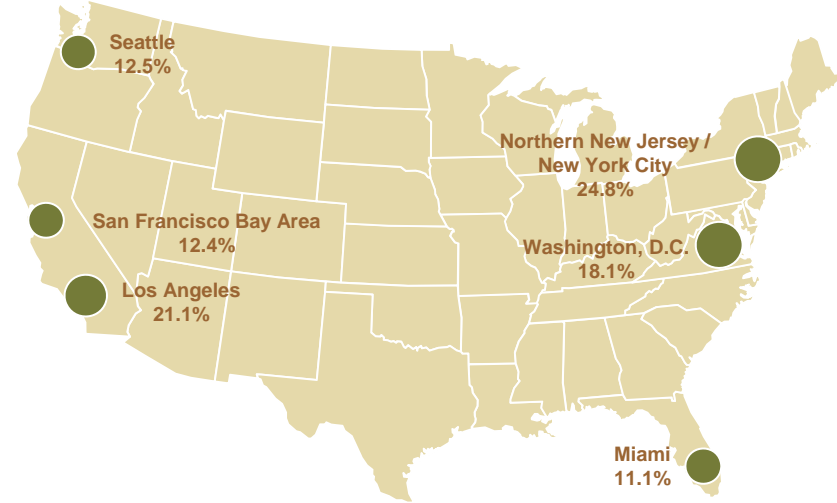 Seattle
12.5%
Northern New Jersey /
New York City
24.8%
San Francisco Bay Area
12.4%
Washington, D.C.
18.1%
Los Angeles
21.1%
Miami
11.1%